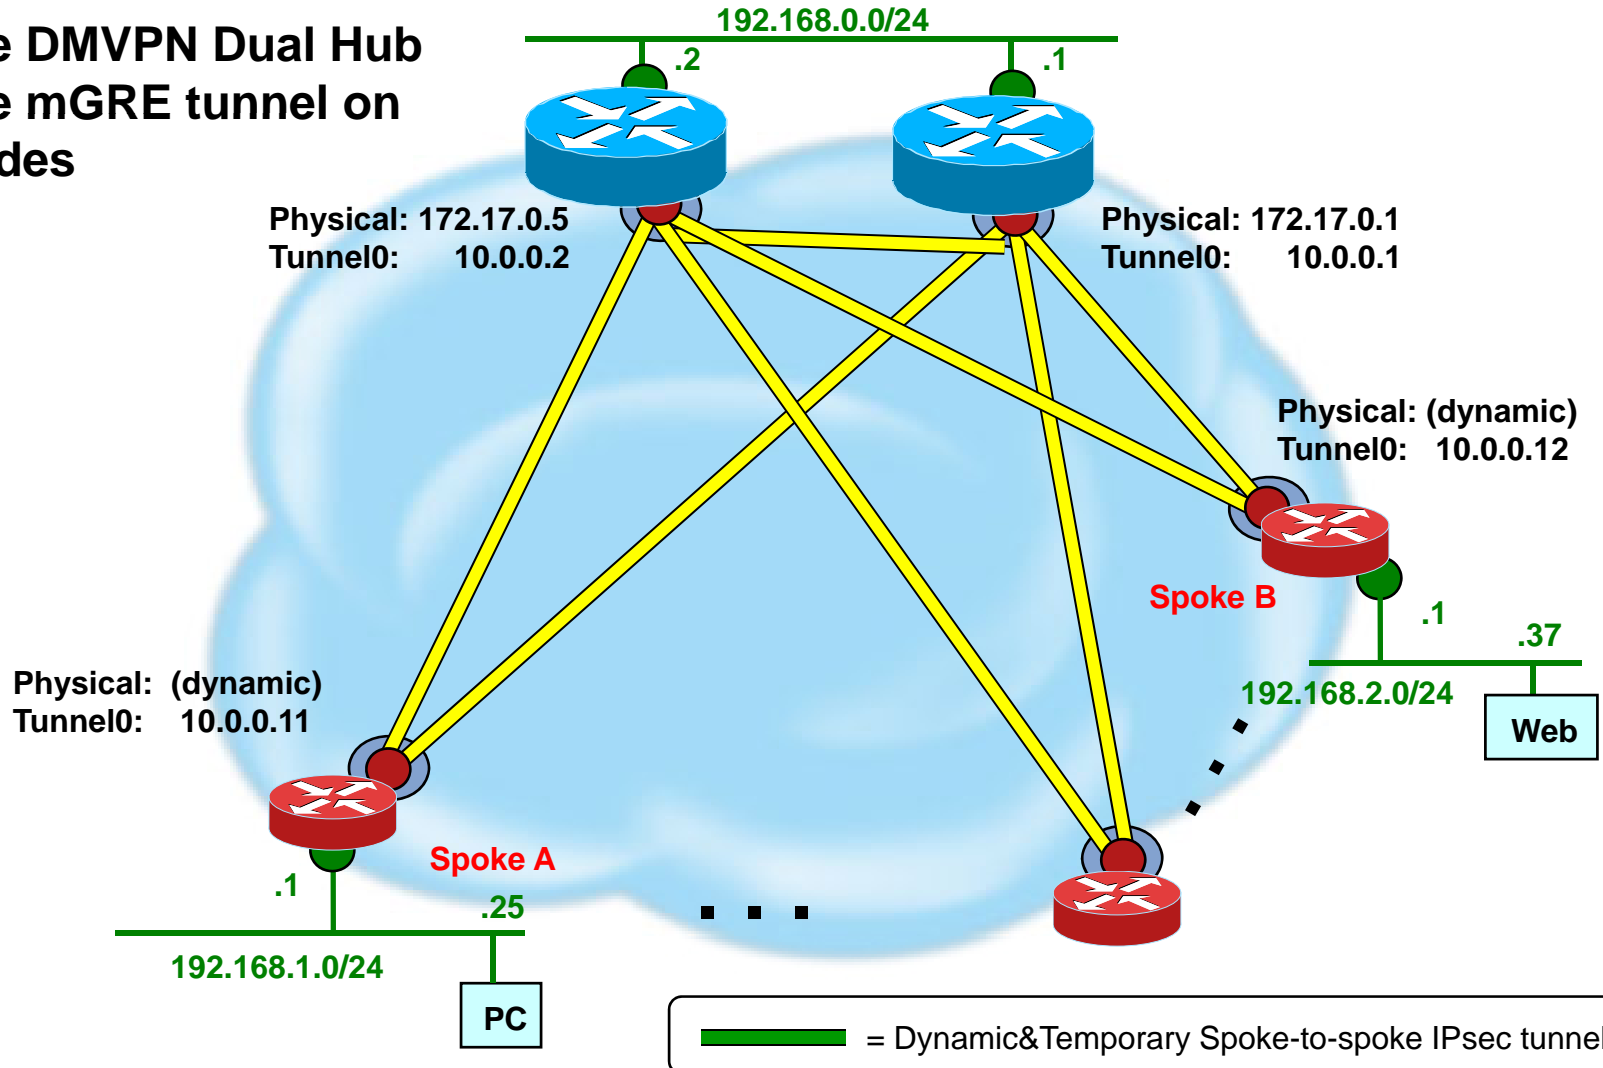 e DMVPN Dual Hub
e mGRE tunnel on
des
192.168.0.0/24
.2
.1
Physical: 172.17.0.5
Tunnel0: 10.0.0.2
Physical: 172.17.0.1
Tunnel0: 10.0.0.1
Physical: (dynamic)
Tunnel0: 10.0.0.12
Spoke B
.1
.37
192.168.2.0/24
Web
Physical: (dynamic)
Tunnel0: 10.0.0.11
Spoke A
.1
.25
192.168.1.0/24
PC
= Dynamic&Temporary Spoke-to-spoke IPsec tunnel